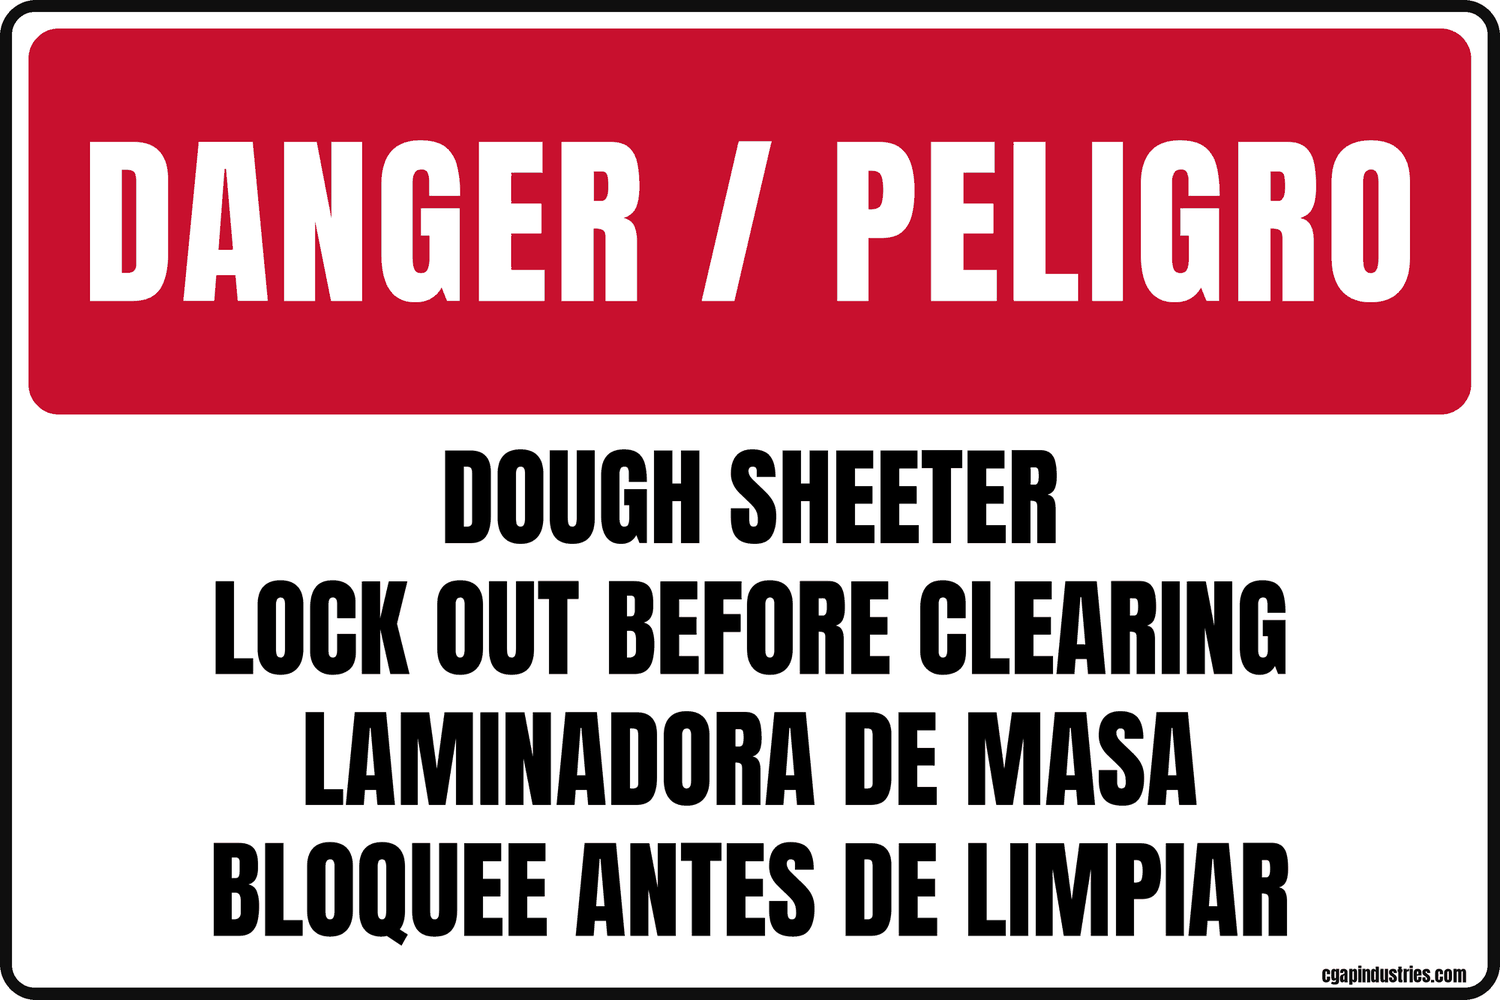 DANGER / PELIGRO
DOUGH SHEETER
LOCK OUT BEFORE CLEARING
LAMINADORA DE MASA
BLOQUEE ANTES DE LIMPIAR
cgapindustries.com